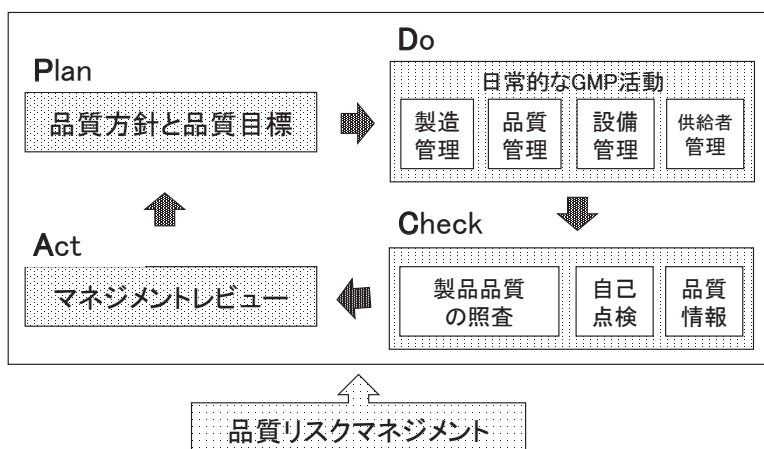 Plan
品質方針と品質目標
Do
日常的なGMP活動
製造
管理
品質
管理
設備
管理
供給者
管理
Check
製品品質
の照査
自己
点検
品質
情報
Act
マネジメントレビュー
品質リスクマネジメント